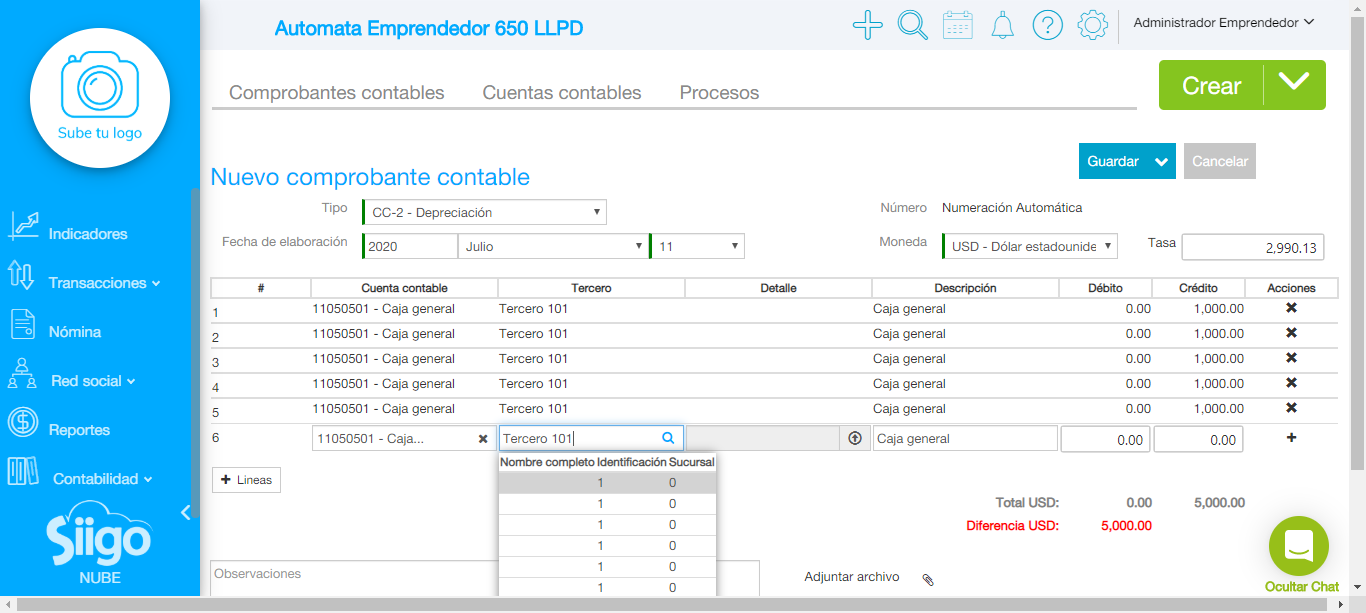 Automata Emprendedor 650 LLPD
Administrador Emprendedor
Sube tu logo
Comprobantes contables Cuentas contables Procesos
Crear
Guardar Cancelar
Nuevo comprobante contable
Tipo CC-2 - Depreciación Número Numeración Automática
Fecha de elaboración 2020 Julio 11 Moneda USD - Dólar estadounide Tasa 2,990.13
Indicadores
Transacciones
Nómina
Red social
Reportes
Contabilidad
Siigo
NUBE
# Cuenta contable Tercero Detalle Descripción Débito Crédito Acciones
1 11050501 - Caja general Tercero 101 Caja general 0.00 1,000.00
2 11050501 - Caja general Tercero 101 Caja general 0.00 1,000.00
3 11050501 - Caja general Tercero 101 Caja general 0.00 1,000.00
4 11050501 - Caja general Tercero 101 Caja general 0.00 1,000.00
5 11050501 - Caja general Tercero 101 Caja general 0.00 1,000.00
6 11050501 - Caja... Tercero 101 Caja general 0.00 0.00
Nombre completo Identificación Sucursal
1 0
1 0
1 0
1 0
1 0
1 0
+ Lineas
Total USD: 0.00 5,000.00
Diferencia USD: 5,000.00
Observaciones
Adjuntar archivo
Ocultar Chat